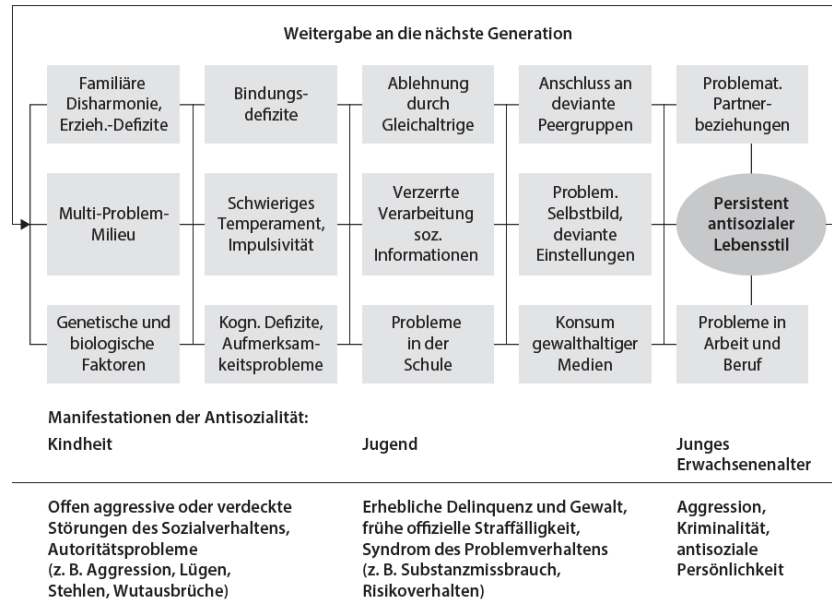 Weitergabe an die nächste Generation
Familiäre
Disharmonie,
Erzieh.-Defizite
Bindungs-
defizite
Ablehnung
durch
Gleichaltrige
Anschluss an
deviante
Peergruppen
Problemat.
Partner-
beziehungen
Multi-Problem-
Milieu
Schwieriges
Temperament,
Impulsivität
Verzerrte
Verarbeitung
soz.
Informationen
Problem.
Selbstbild,
deviante
Einstellungen
Persistent
antisozialer
Lebensstil
Genetische und
biologische
Faktoren
Kogn. Defizite,
Aufmerksam-
keitsprobleme
Probleme
in der
Schule
Konsum
gewalthaltiger
Medien
Probleme in
Arbeit und
Beruf
Manifestationen der Antisozialität:
Kindheit
Jugend
Junges
Erwachsenenalter
Offen aggressive oder verdeckte
Störungen des Sozialverhaltens,
Autoritätsprobleme
(z. B. Aggression, Lügen,
Stehlen, Wutausbrüche)
Erhebliche Delinquenz und Gewalt,
frühe offizielle Straffälligkeit,
Syndrom des Problemverhaltens
(z. B. Substanzmissbrauch,
Risikoverhalten)
Aggression,
Kriminalität,
antisoziale
Persönlichkeit